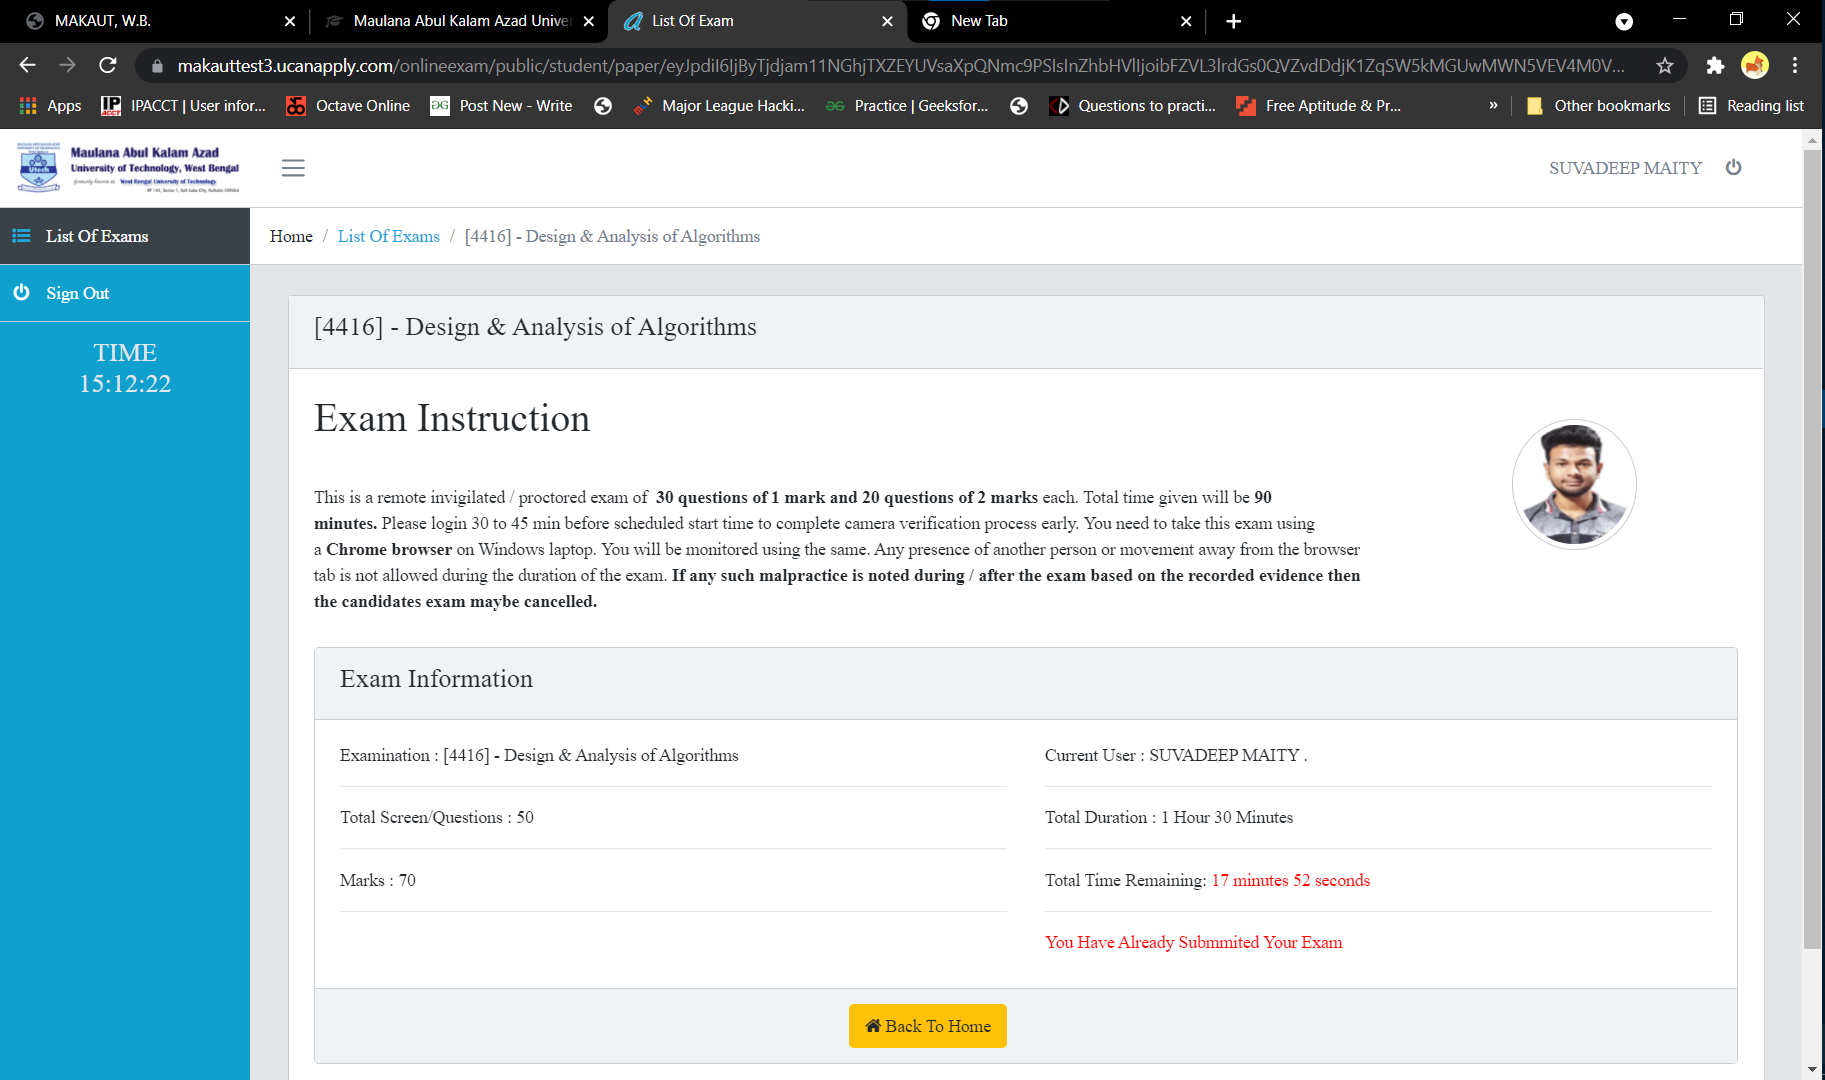 MAKAUT, W.B.
Maulana Abul Kalam Azad Unive
List Of Exam
New Tab
makauttest3.ucanapply.com/onlineexam/public/student/paper/
Apps
IPACCT | User infor...
Octave Online
Post New - Write
Major League Hacki...
Practice | Geeksfor...
Questions to practi...
Free Aptitude & Pr...
»
Other bookmarks
Reading list
Maulana Abul Kalam Azad
University of Technology, West Bengal
Utech
SUVADEEP MAITY
List Of Exams
Home / List Of Exams / [4416] - Design & Analysis of Algorithms
Sign Out
TIME
15:12:22
[4416] - Design & Analysis of Algorithms
Exam Instruction
This is a remote invigilated / proctored exam of 30 questions of 1 mark and 20 questions of 2 marks each. Total time given will be 90
minutes. Please login 30 to 45 min before scheduled start time to complete camera verification process early. You need to take this exam using
a Chrome browser on Windows laptop. You will be monitored using the same. Any presence of another person or movement away from the browser
tab is not allowed during the duration of the exam. If any such malpractice is noted during / after the exam based on the recorded evidence then
the candidates exam maybe cancelled.
Exam Information
Examination : [4416] - Design & Analysis of Algorithms
Current User : SUVADEEP MAITY .
Total Screen/Questions : 50
Total Duration : 1 Hour 30 Minutes
Marks : 70
Total Time Remaining: 17 minutes 52 seconds
You Have Already Submmited Your Exam
Back To Home